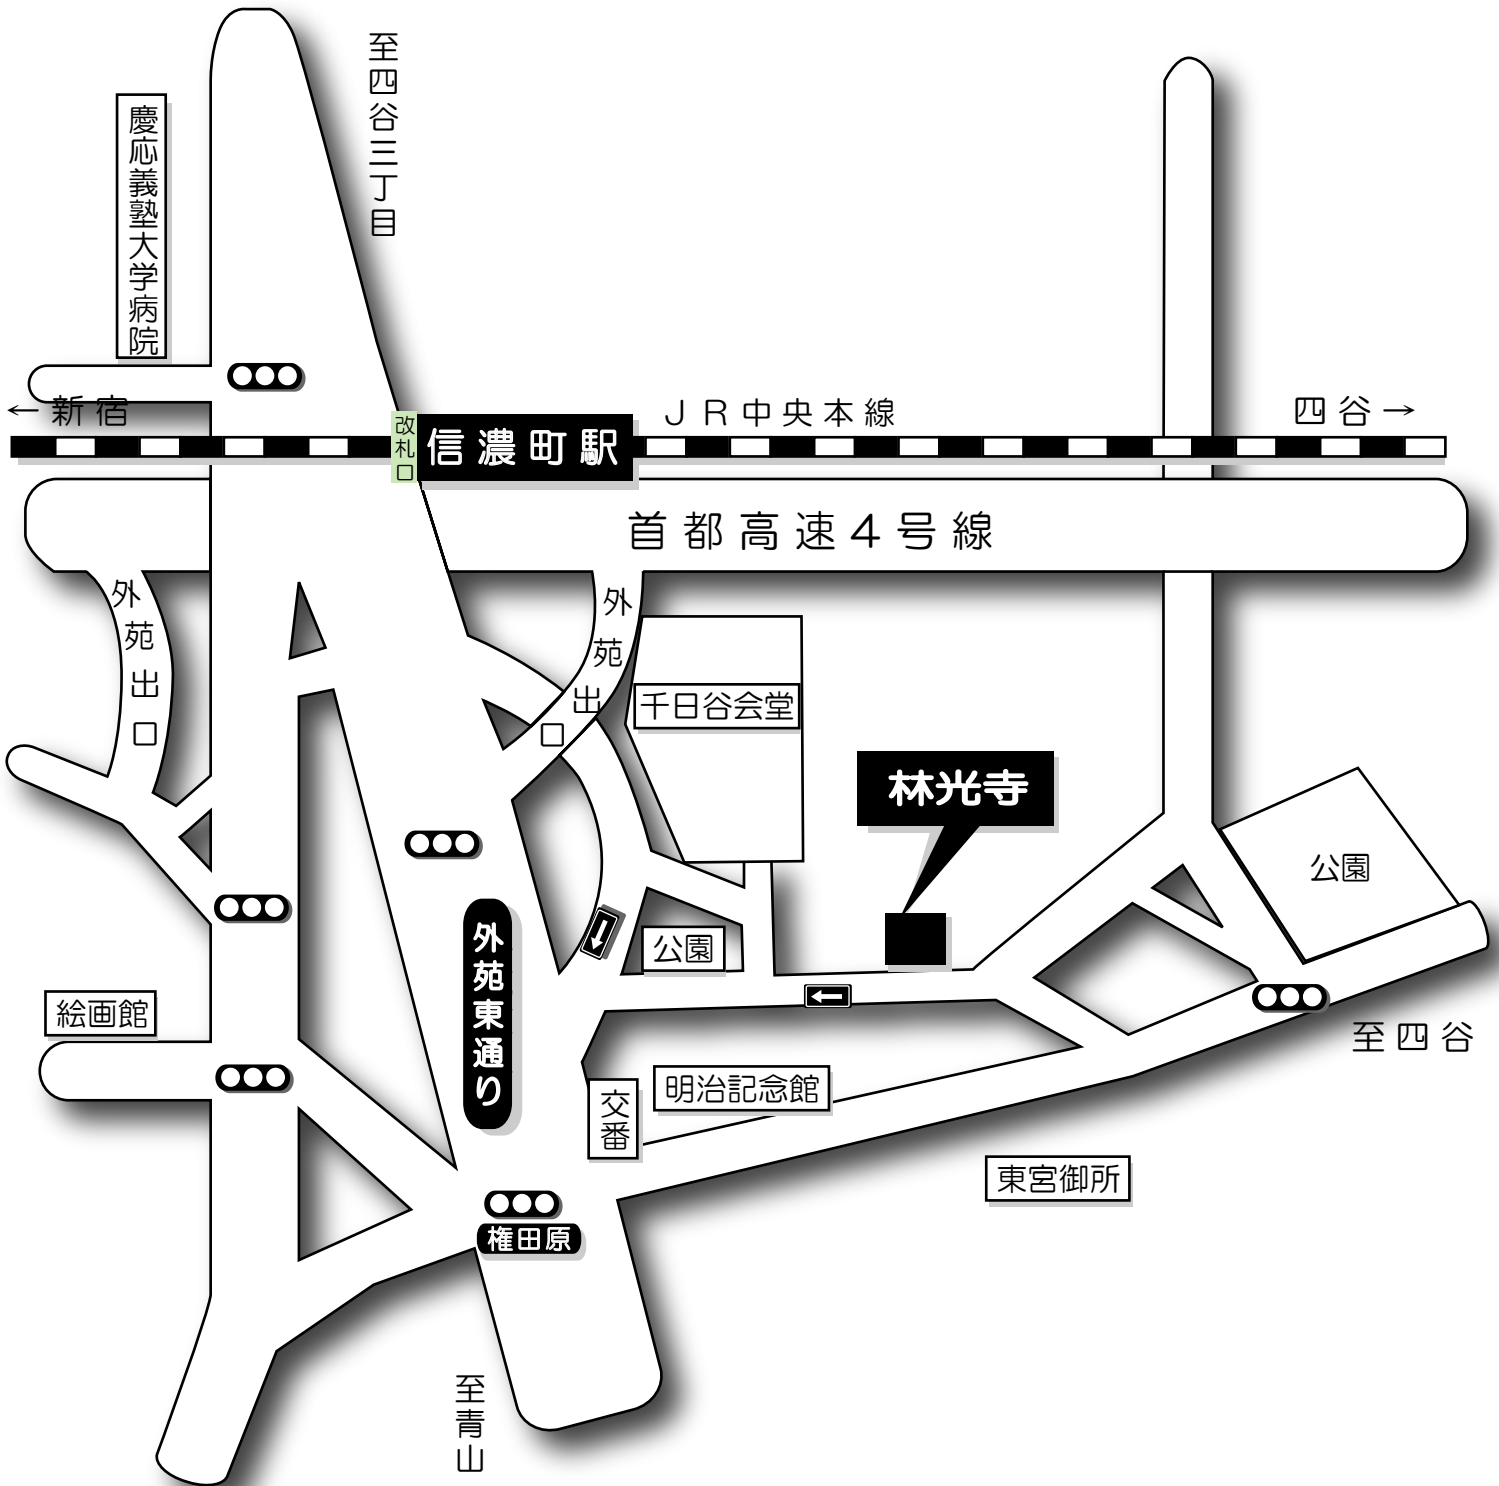 至四谷三丁目
慶応義塾大学病院
←新宿
改札口
信濃町駅
JR中央本線
四谷→
首都高速4号線
外苑出口
外苑出口
千日谷会堂
林光寺
公園
外苑東通り
公園
絵画館
至四谷
交番
明治記念館
東宮御所
権田原
至青山